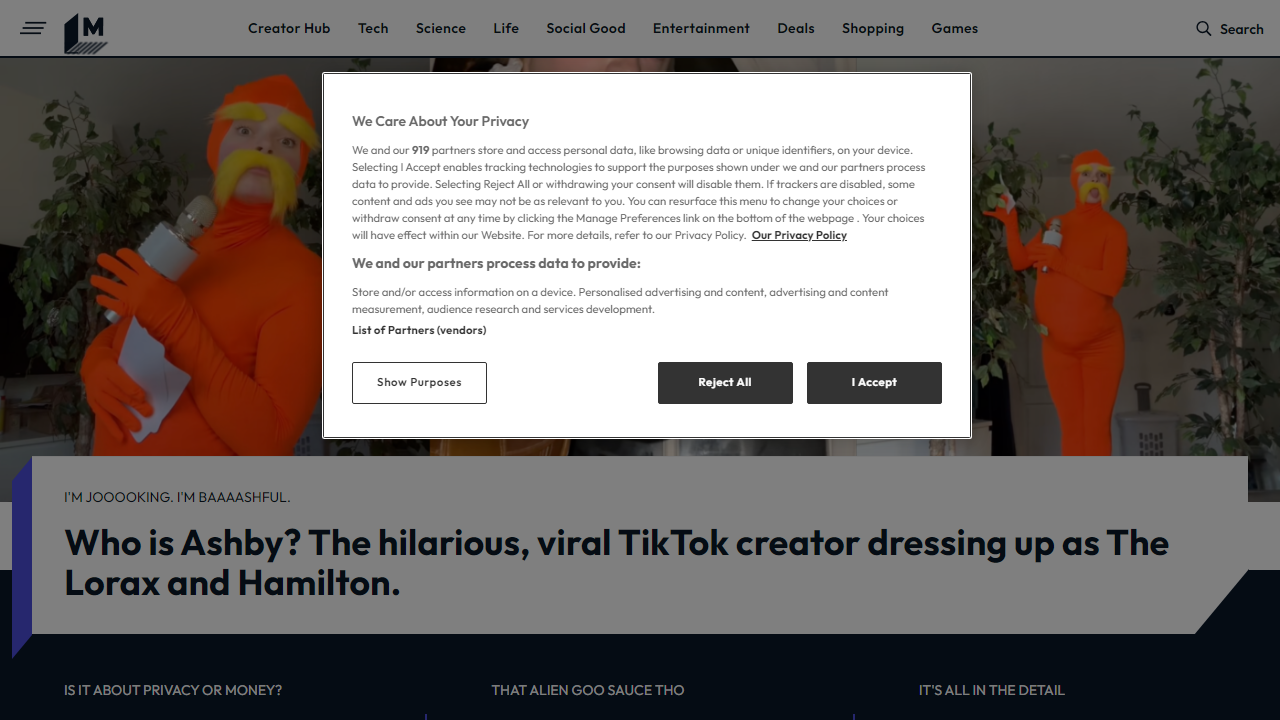 M
Creator Hub Tech Science Life Social Good Entertainment Deals Shopping Games
Search
We Care About Your Privacy
We and our 919 partners store and access personal data, like browsing data or unique identifiers, on your device.
Selecting I Accept enables tracking technologies to support the purposes shown under we and our partners process
data to provide. Selecting Reject All or withdrawing your consent will disable them. If trackers are disabled, some
content and ads you see may not be as relevant to you. You can resurface this menu to change your choices or
withdraw consent at any time by clicking the Manage Preferences link on the bottom of the webpage . Your choices
will have effect within our Website. For more details, refer to our Privacy Policy. Our Privacy Policy
We and our partners process data to provide:
Store and/or access information on a device. Personalised advertising and content, advertising and content
measurement, audience research and services development.
List of Partners (vendors)
Show Purposes Reject All I Accept
I'M JOOOOKING. I'M BAAAASHFUL.
Who is Ashby? The hilarious, viral TikTok creator dressing up as The
Lorax and Hamilton.
IS IT ABOUT PRIVACY OR MONEY? THAT ALIEN GOO SAUCE THO IT'S ALL IN THE DETAIL